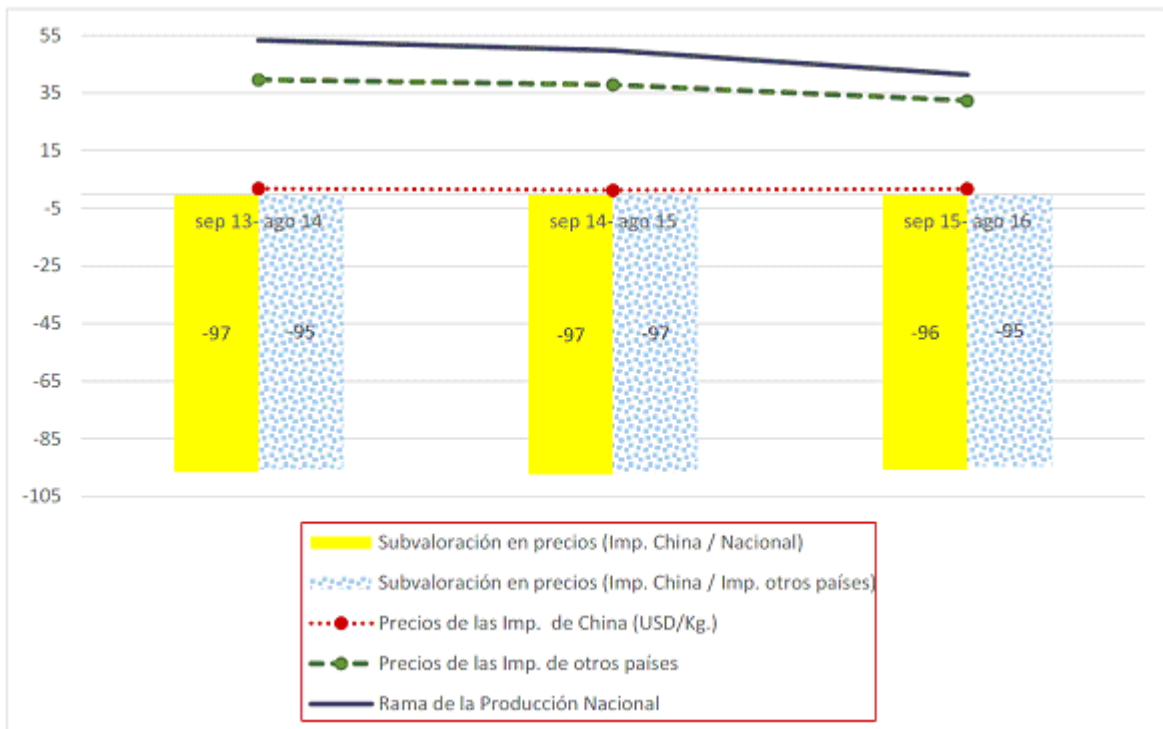 55
35
15
-5
-25
-45
-65
-85
-105
sep 13- ago 14
sep 14- ago 15
sep 15- ago 16
-97
-95
-97
-97
-96
-95
Subvaloración en precios (Imp. China / Nacional)
Subvaloración en precios (Imp. China / Imp. otros países)
Precios de las Imp. de China (USD/Kg.)
Precios de las Imp. de otros países
Rama de la Producción Nacional